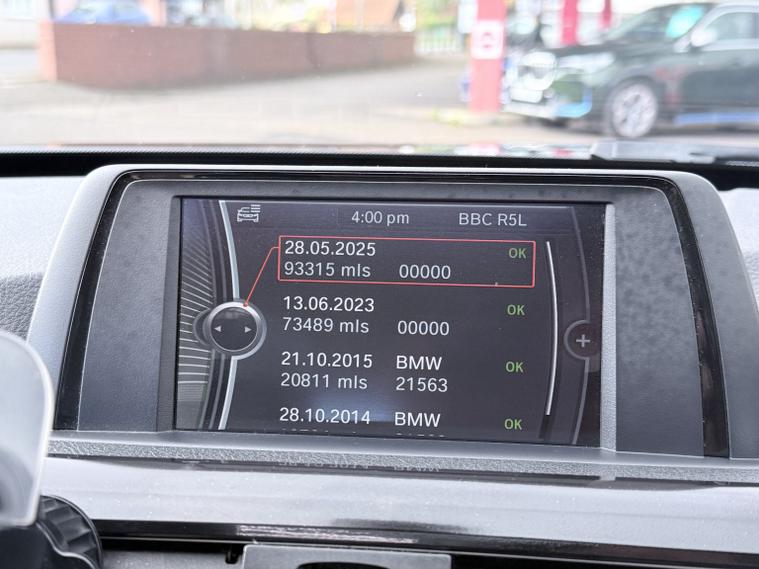 4:00 pm BBC R5L
28.05.2025 OK
93315 mls 00000
13.06.2023 OK
73489 mls 00000
21.10.2015 BMW OK
20811 mls 21563
28.10.2014 BMW OK